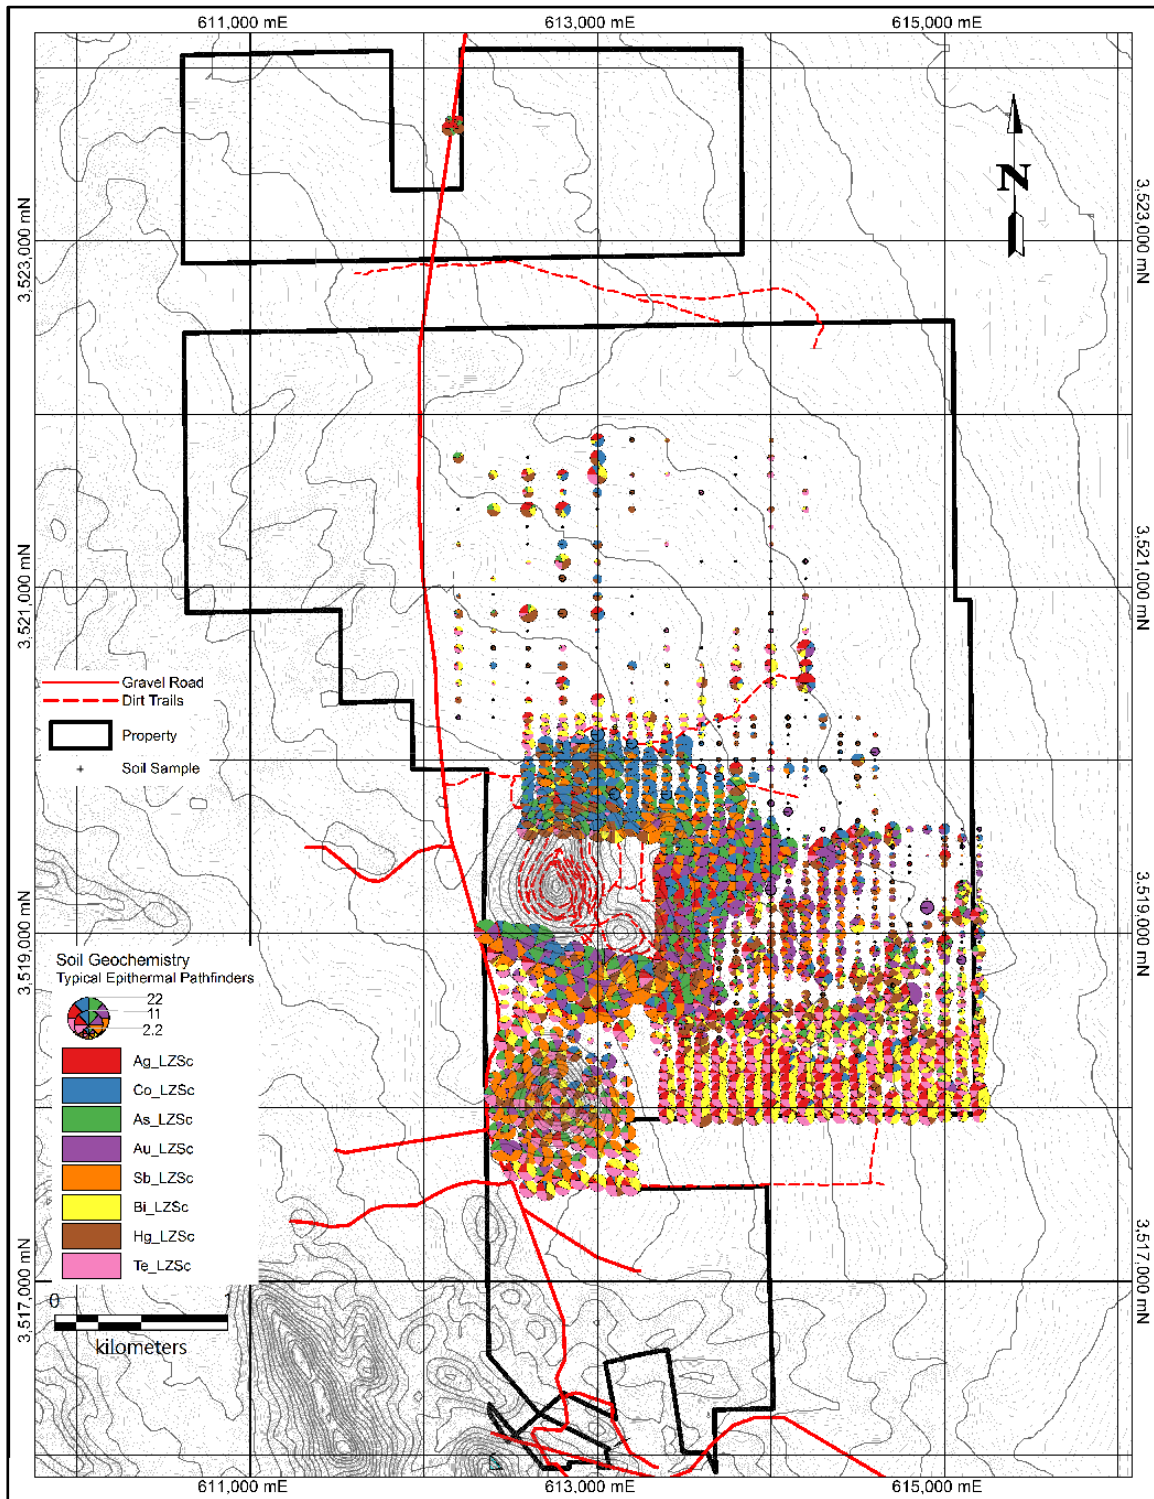 611,000 mE
613,000 mE
615,000 mE
N
3,523,000 mN
3,523,000 mN
3,521,000 mN
3,521,000 mN
Gravel Road
Dirt Trails
Property
Soil Sample
3,519,000 mN
3,519,000 mN
Soil Geochemistry
Typical Epithermal Pathfinders
22
11
2.2
Ag_LZSc
Co_LZSc
As_LZSc
Au_LZSc
Sb_LZSc
Bi_LZSc
Hg_LZSc
Te_LZSc
3,517,000 mN
3,517,000 mN
0 1
kilometers
611,000 mE
613,000 mE
615,000 mE